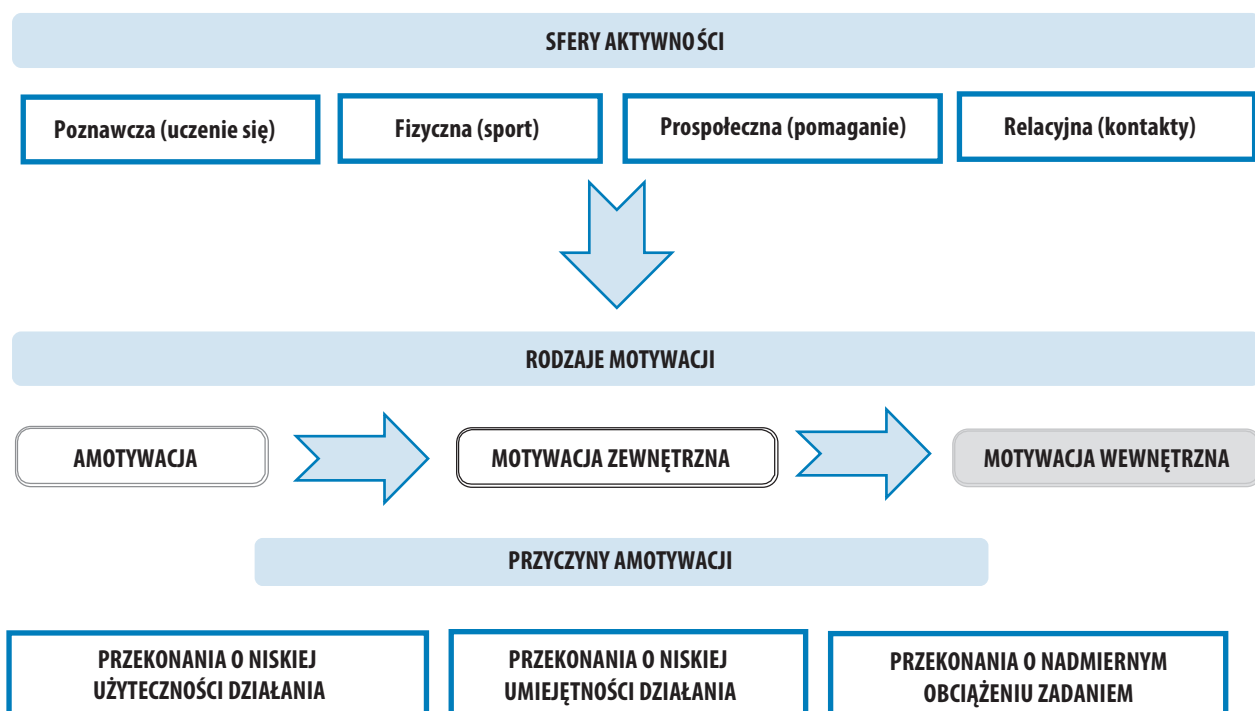 SFERY AKTYWNOŚCI
Poznawcza (uczenie się)
Fizyczna (sport)
Prospołeczna (pomaganie)
Relacyjna (kontakty)
RODZAJE MOTYWACJI
AMOTYWACJA
MOTYWACJA ZEWNĘTRZNA
MOTYWACJA WEWNĘTRZNA
PRZYCZYNY AMOTYWACJI
PRZEKONANIA O NISKIEJ
UŻYTECZNOŚCI DZIAŁANIA
PRZEKONANIA O NISKIEJ
UMIEJĘTNOŚCI DZIAŁANIA
PRZEKONANIA O NADMIERNYM
OBCIĄŻENIU ZADANIEM